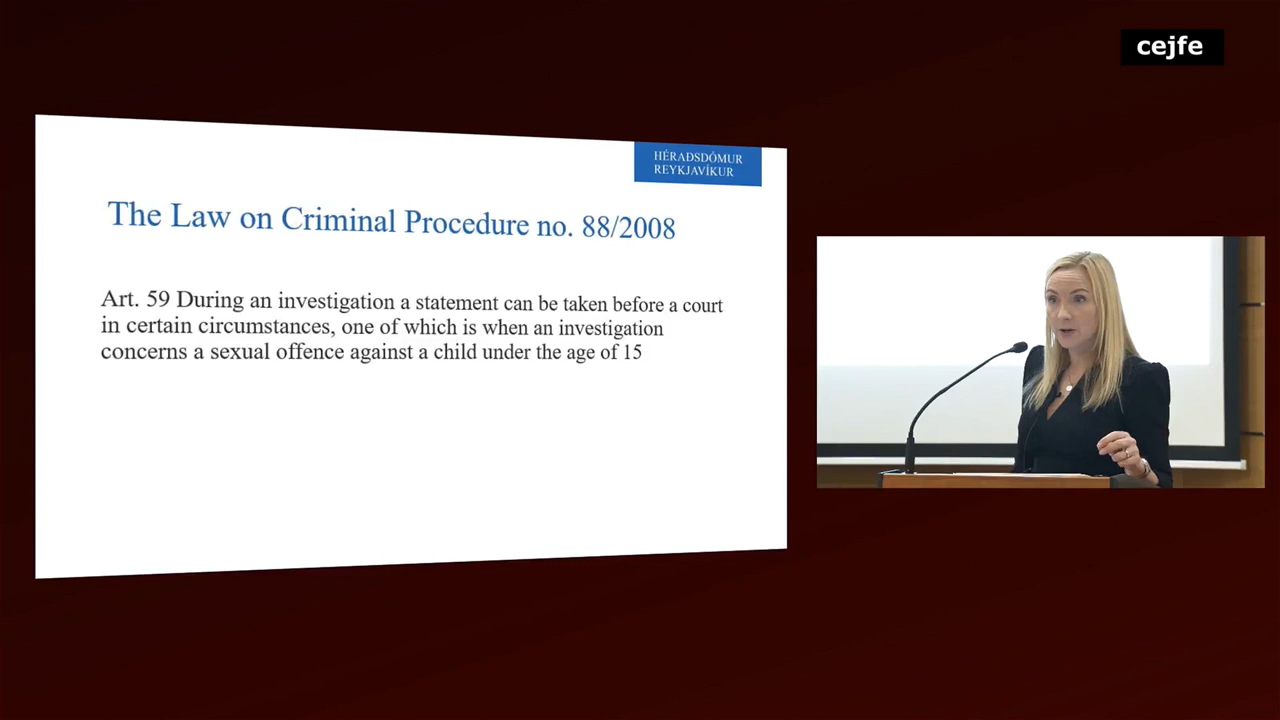 cejfe
HÉRAÐSDÓMUR
REYKJAVÍKUR
The Law on Criminal Procedure no. 88/2008
Art. 59 During an investigation a statement can be taken before a court
in certain circumstances, one of which is when an investigation
concerns a sexual offence against a child under the age of 15